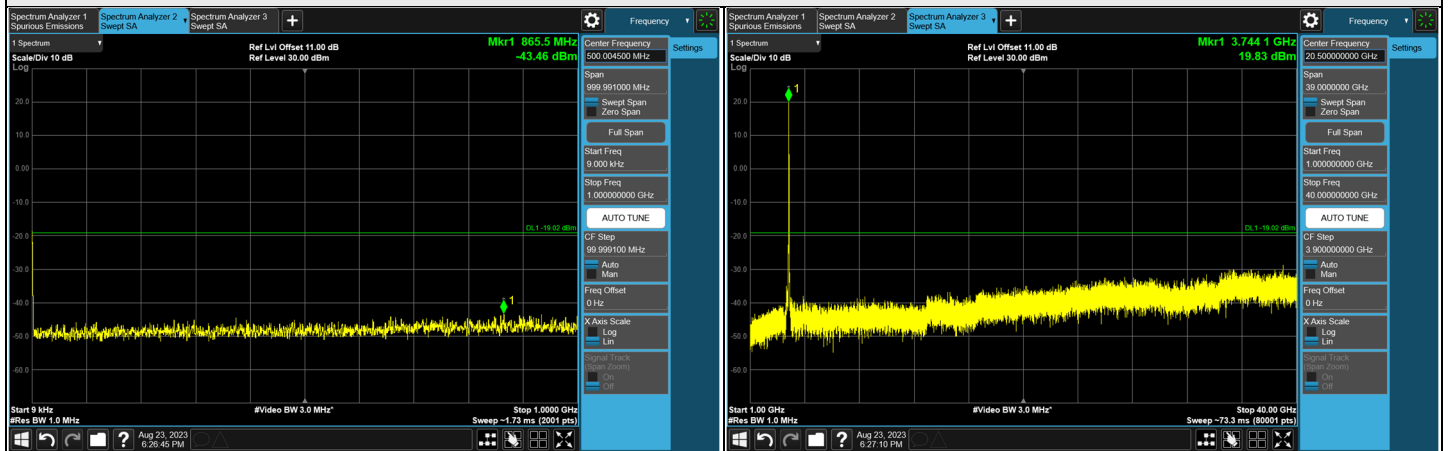 Spectrum Analyzer 1
Spurious Emissions
Spectrum Analyzer 2
Swept SA
Spectrum Analyzer 3
Swept SA
Frequency
1 Spectrum
Scale/Div 10 dB
Log
Ref Lvl Offset 11.00 dB
Ref Level 30.00 dBm
Mkr1 865.5 MHz
-43.46 dBm
20.0
10.0
0.00
-10.0
-20.0
-30.0
-40.0
-50.0
-60.0
DL1 -19.02 dBm
1
Start 9 kHz
#Res BW 1.0 MHz
#Video BW 3.0 MHz*
Stop 1.0000 GHz
Sweep ~1.73 ms (2001 pts)
Center Frequency
500.004500 MHz
Settings
Span
999.991000 MHz
Swept Span
Zero Span
Full Span
Start Freq
9.000 kHz
Stop Freq
1.000000000 GHz
AUTO TUNE
CF Step
99.999100 MHz
Auto
Man
Freq Offset
0 Hz
X Axis Scale
Log
Lin
Signal Track
(Span Zoom)
On
Off
?
Aug 23, 2023
6:26:45 PM
Spectrum Analyzer 1
Spurious Emissions
Spectrum Analyzer 2
Swept SA
Spectrum Analyzer 3
Swept SA
Frequency
1 Spectrum
Scale/Div 10 dB
Log
Ref Lvl Offset 11.00 dB
Ref Level 30.00 dBm
Mkr1 3.744 1 GHz
19.83 dBm
20.0
10.0
0.00
-10.0
-20.0
-30.0
-40.0
-50.0
-60.0
DL1 -19.02 dBm
1
Start 1.00 GHz
#Res BW 1.0 MHz
#Video BW 3.0 MHz*
Stop 40.00 GHz
Sweep ~73.3 ms (80001 pts)
Center Frequency
20.500000000 GHz
Settings
Span
39.0000000 GHz
Swept Span
Zero Span
Full Span
Start Freq
1.000000000 GHz
Stop Freq
40.000000000 GHz
AUTO TUNE
CF Step
3.900000000 GHz
Auto
Man
Freq Offset
0 Hz
X Axis Scale
Log
Lin
Signal Track
(Span Zoom)
On
Off
?
Aug 23, 2023
6:27:10 PM